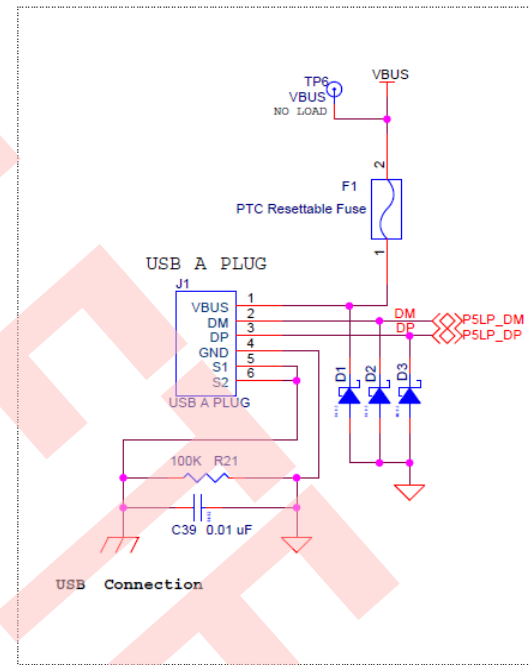 TP6
VBUS
NO LOAD
VBUS
2
F1
PTC Resettable Fuse
1
USB A PLUG
J1
VBUS 1
DM 2
DP 3
GND 4
S1 5
S2 6
USB A PLUG
DM P5LP_DM
DP P5LP_DP
D1 D2 D3
100K R21
C39 0.01 uF
USB Connection